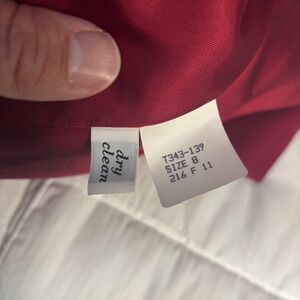 dry
clean
T343-139
SIZE 8
216 F 11